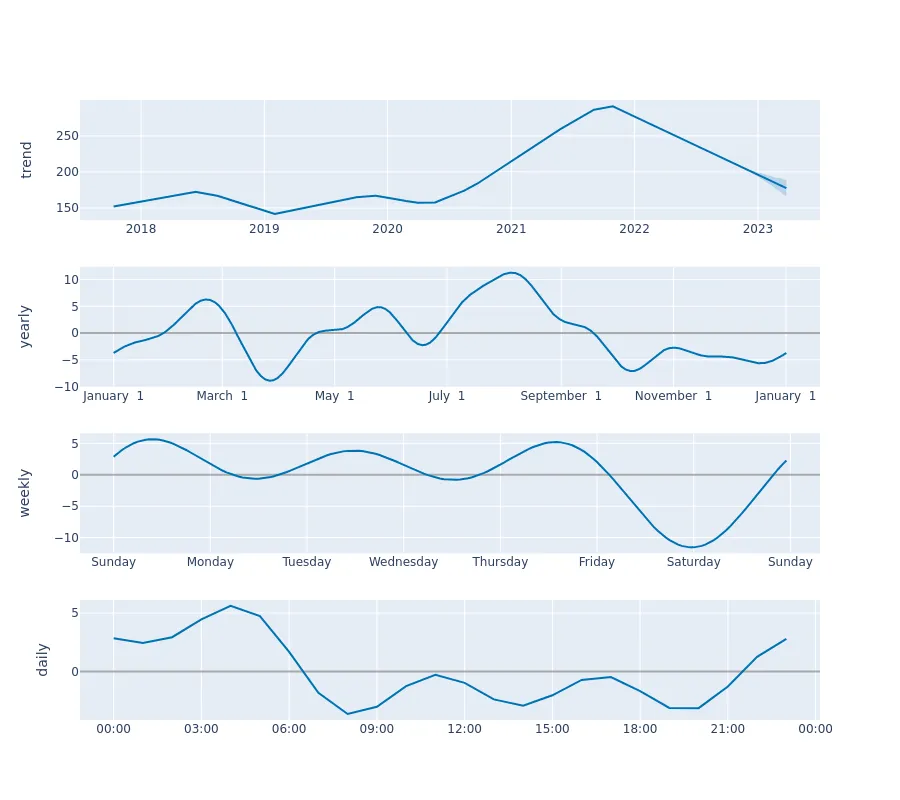 trend
250
200
150
2018 2019 2020 2021 2022 2023
yearly
10
5
0
−5
−10
January 1 March 1 May 1 July 1 September 1 November 1 January 1
weekly
5
0
−5
−10
Sunday Monday Tuesday Wednesday Thursday Friday Saturday Sunday
daily
5
0
00:00 03:00 06:00 09:00 12:00 15:00 18:00 21:00 00:00